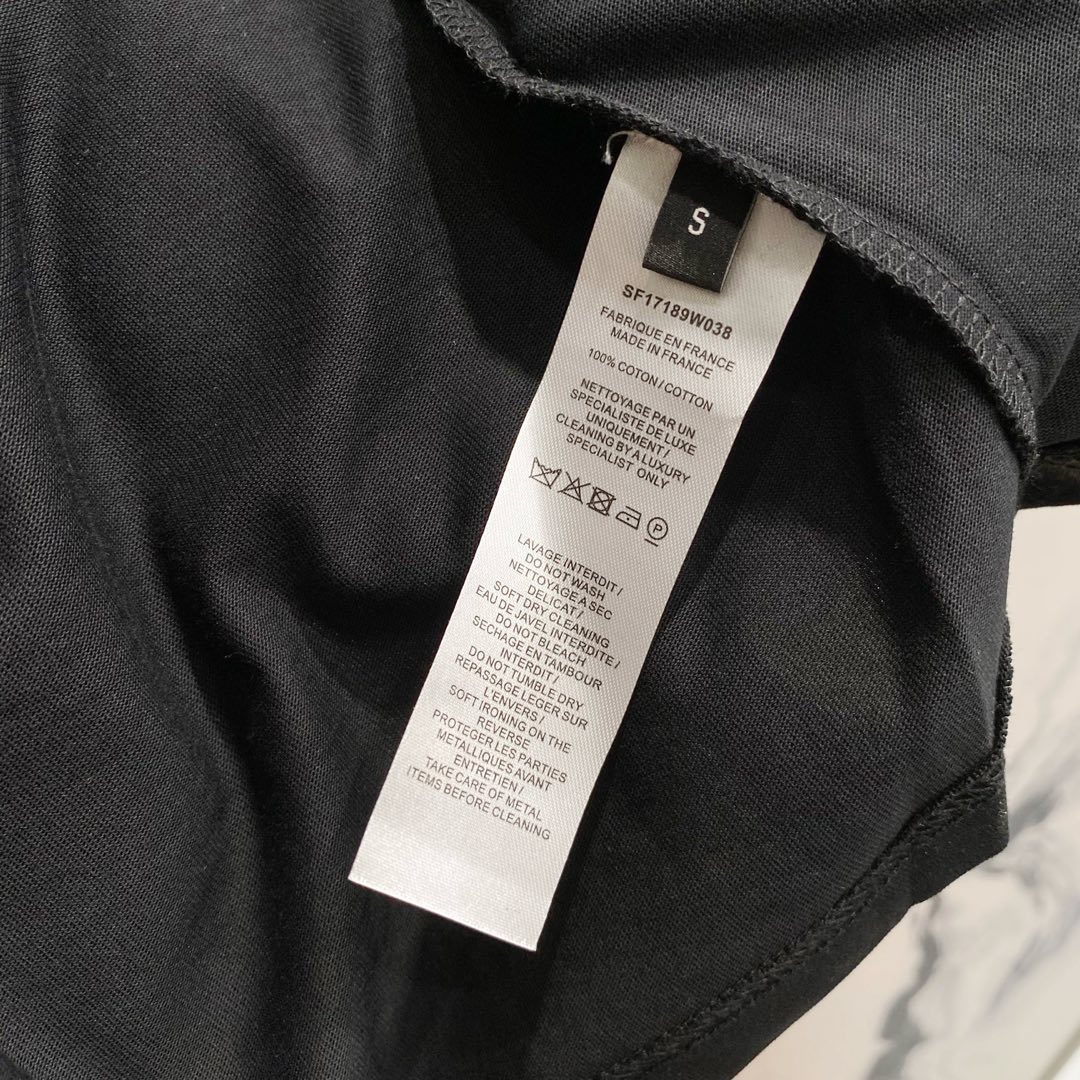 S
SF17189W038
FABRIQUE EN FRANCE
MADE IN FRANCE
100% COTON / COTTON
NETTOYAGE PAR UN
SPECIALISTE DE LUXE
UNIQUEMENT /
CLEANING BY A LUXURY
SPECIALIST ONLY
P
LAVAGE INTERDIT /
DO NOT WASH
NETTOYAGE A SEC
DELICAT /
SOFT DRY CLEANING
EAU DE JAVEL INTERDITE /
DO NOT BLEACH
SECHAGE EN TAMBOUR
INTERDIT /
DO NOT TUMBLE DRY
REPASSAGE LEGER SUR
L'ENVERS /
SOFT IRONING ON THE
REVERSE
PROTEGER LES PARTIES
METALLIQUES AVANT
ENTRETIEN /
TAKE CARE OF METAL
ITEMS BEFORE CLEANING